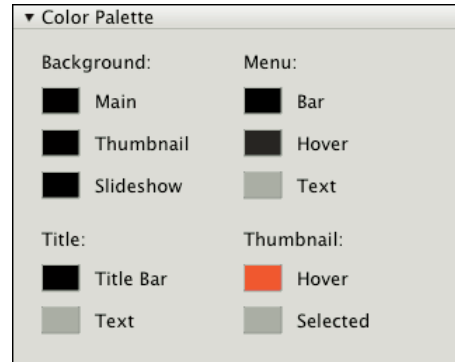 Color Palette
Background:
Main
Thumbnail
Slideshow
Menu:
Bar
Hover
Text
Title:
Title Bar
Text
Thumbnail:
Hover
Selected